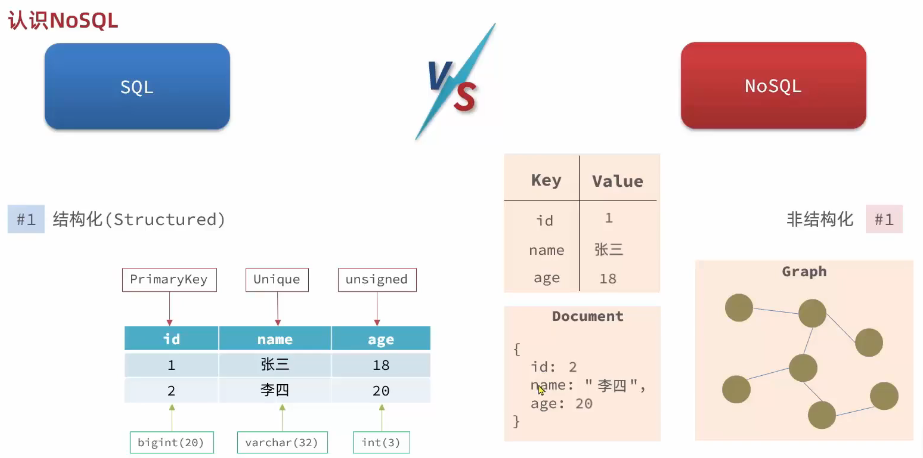 认识NoSQL
SQL
VS
NoSQL
#1 结构化(Structured)
PrimaryKey Unique unsigned
id name age
1 张三 18
2 李四 20
bigint(20) varchar(32) int(3)
Key Value
id 1
name 张三
age 18
Document
{
id: 2
name: "李四",
age: 20
}
非结构化 #1
Graph